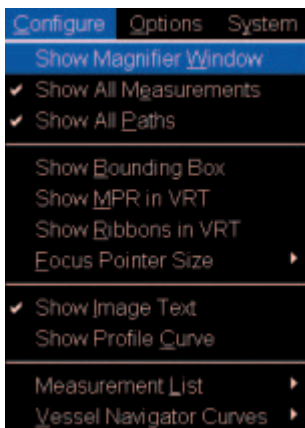 Configure Options System
Show Magnifier Window
✔ Show All Measurements
✔ Show All Paths
Show Bounding Box
Show MPR in VRT
Show Ribbons in VRT
Focus Pointer Size
✔ Show Image Text
Show Profile Curve
Measurement List
Vessel Navigator Curves